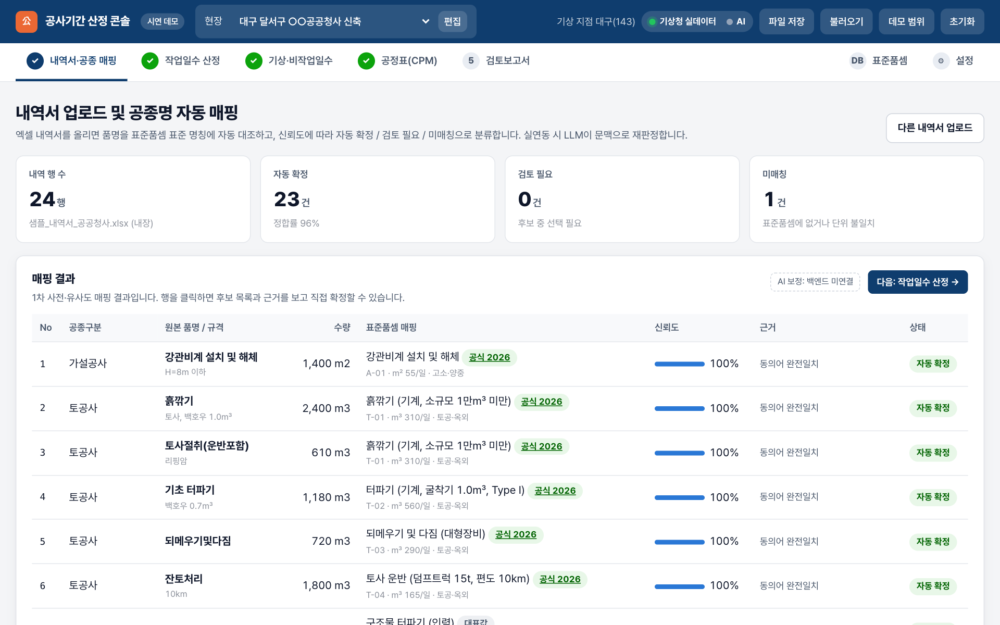 公 공사기간 산정 콘솔 시연 데모 현장 대구 달서구 〇〇공공청사 신축 편집 기상 지점 대구(143) 기상청 실데이터 AI 파일 저장 불러오기 데모 범위 초기화
내역서·공종 매핑 작업일수 산정 기상·비작업일수 공정표(CPM) 5 검토보고서 DB 표준품셈 설정
내역서 업로드 및 공종명 자동 매핑
엑셀 내역서를 올리면 품명을 표준품셈 표준 명칭에 자동 대조하고, 신뢰도에 따라 자동 확정 / 검토 필요 / 미매칭으로 분류합니다. 실연동 시 LLM이 문맥으로 재판정합니다.
다른 내역서 업로드
내역 행 수
24 행
샘플_내역서_공공청사.xlsx (내장)
자동 확정
23 건
정합률 96%
검토 필요
0 건
후보 중 선택 필요
미매칭
1 건
표준품셈에 없거나 단위 불일치
매핑 결과
1차 사전·유사도 매핑 결과입니다. 행을 클릭하면 후보 목록과 근거를 보고 직접 확정할 수 있습니다.
AI 보정: 백엔드 미연결 다음: 작업일수 산정 →
No 공종구분 원본 품명 / 규격 수량 표준품셈 매핑 신뢰도 근거 상태
1 가설공사 강관비계 설치 및 해체 1,400 m2 강관비계 설치 및 해체 공식 2026 100% 동의어 완전일치 자동 확정
H=8m 이하 A-01 · m² 55/일 · 고소·양중
2 토공사 흙깎기 2,400 m3 흙깎기 (기계, 소규모 1만m³ 미만) 공식 2026 100% 동의어 완전일치 자동 확정
토사, 백호우 1.0m³ T-01 · m³ 310/일 · 토공·옥외
3 토공사 토사절취(운반포함) 610 m3 흙깎기 (기계, 소규모 1만m³ 미만) 공식 2026 100% 동의어 완전일치 자동 확정
리핑암 T-01 · m³ 310/일 · 토공·옥외
4 토공사 기초 터파기 1,180 m3 터파기 (기계, 굴착기 1.0m³, Type I) 공식 2026 100% 동의어 완전일치 자동 확정
백호우 0.7m³ T-02 · m³ 560/일 · 토공·옥외
5 토공사 되메우기및다짐 720 m3 되메우기 및 다짐 (대형장비) 공식 2026 100% 동의어 완전일치 자동 확정
T-03 · m³ 290/일 · 토공·옥외
6 토공사 잔토처리 1,800 m3 토사 운반 (덤프트럭 15t, 편도 10km) 공식 2026 100% 동의어 완전일치 자동 확정
10km T-04 · m³ 165/일 · 토공·옥외
구조물 터파기 (인력) 대표값